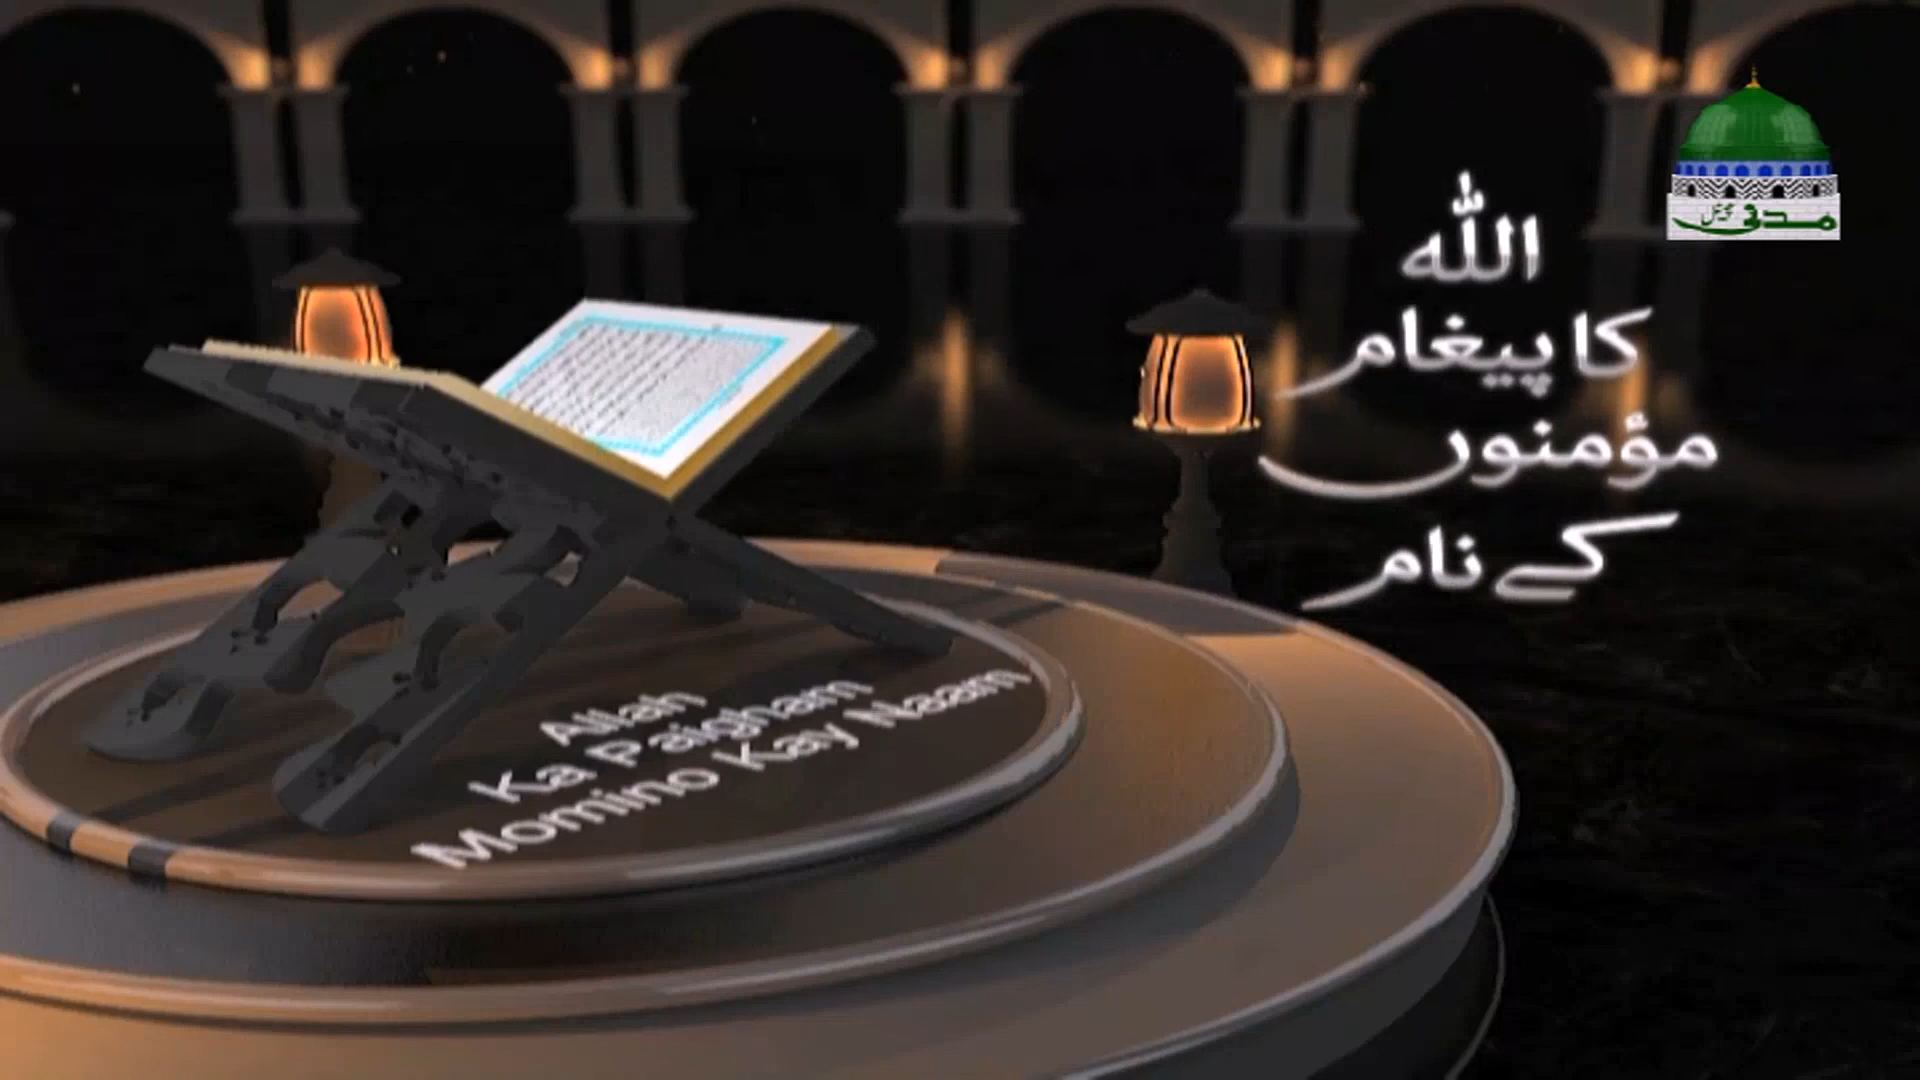 اللہ
کا پیغام
مؤمنوں
کے نام
Allah
Ka Paigham
Momino Kay Naam
مدنی